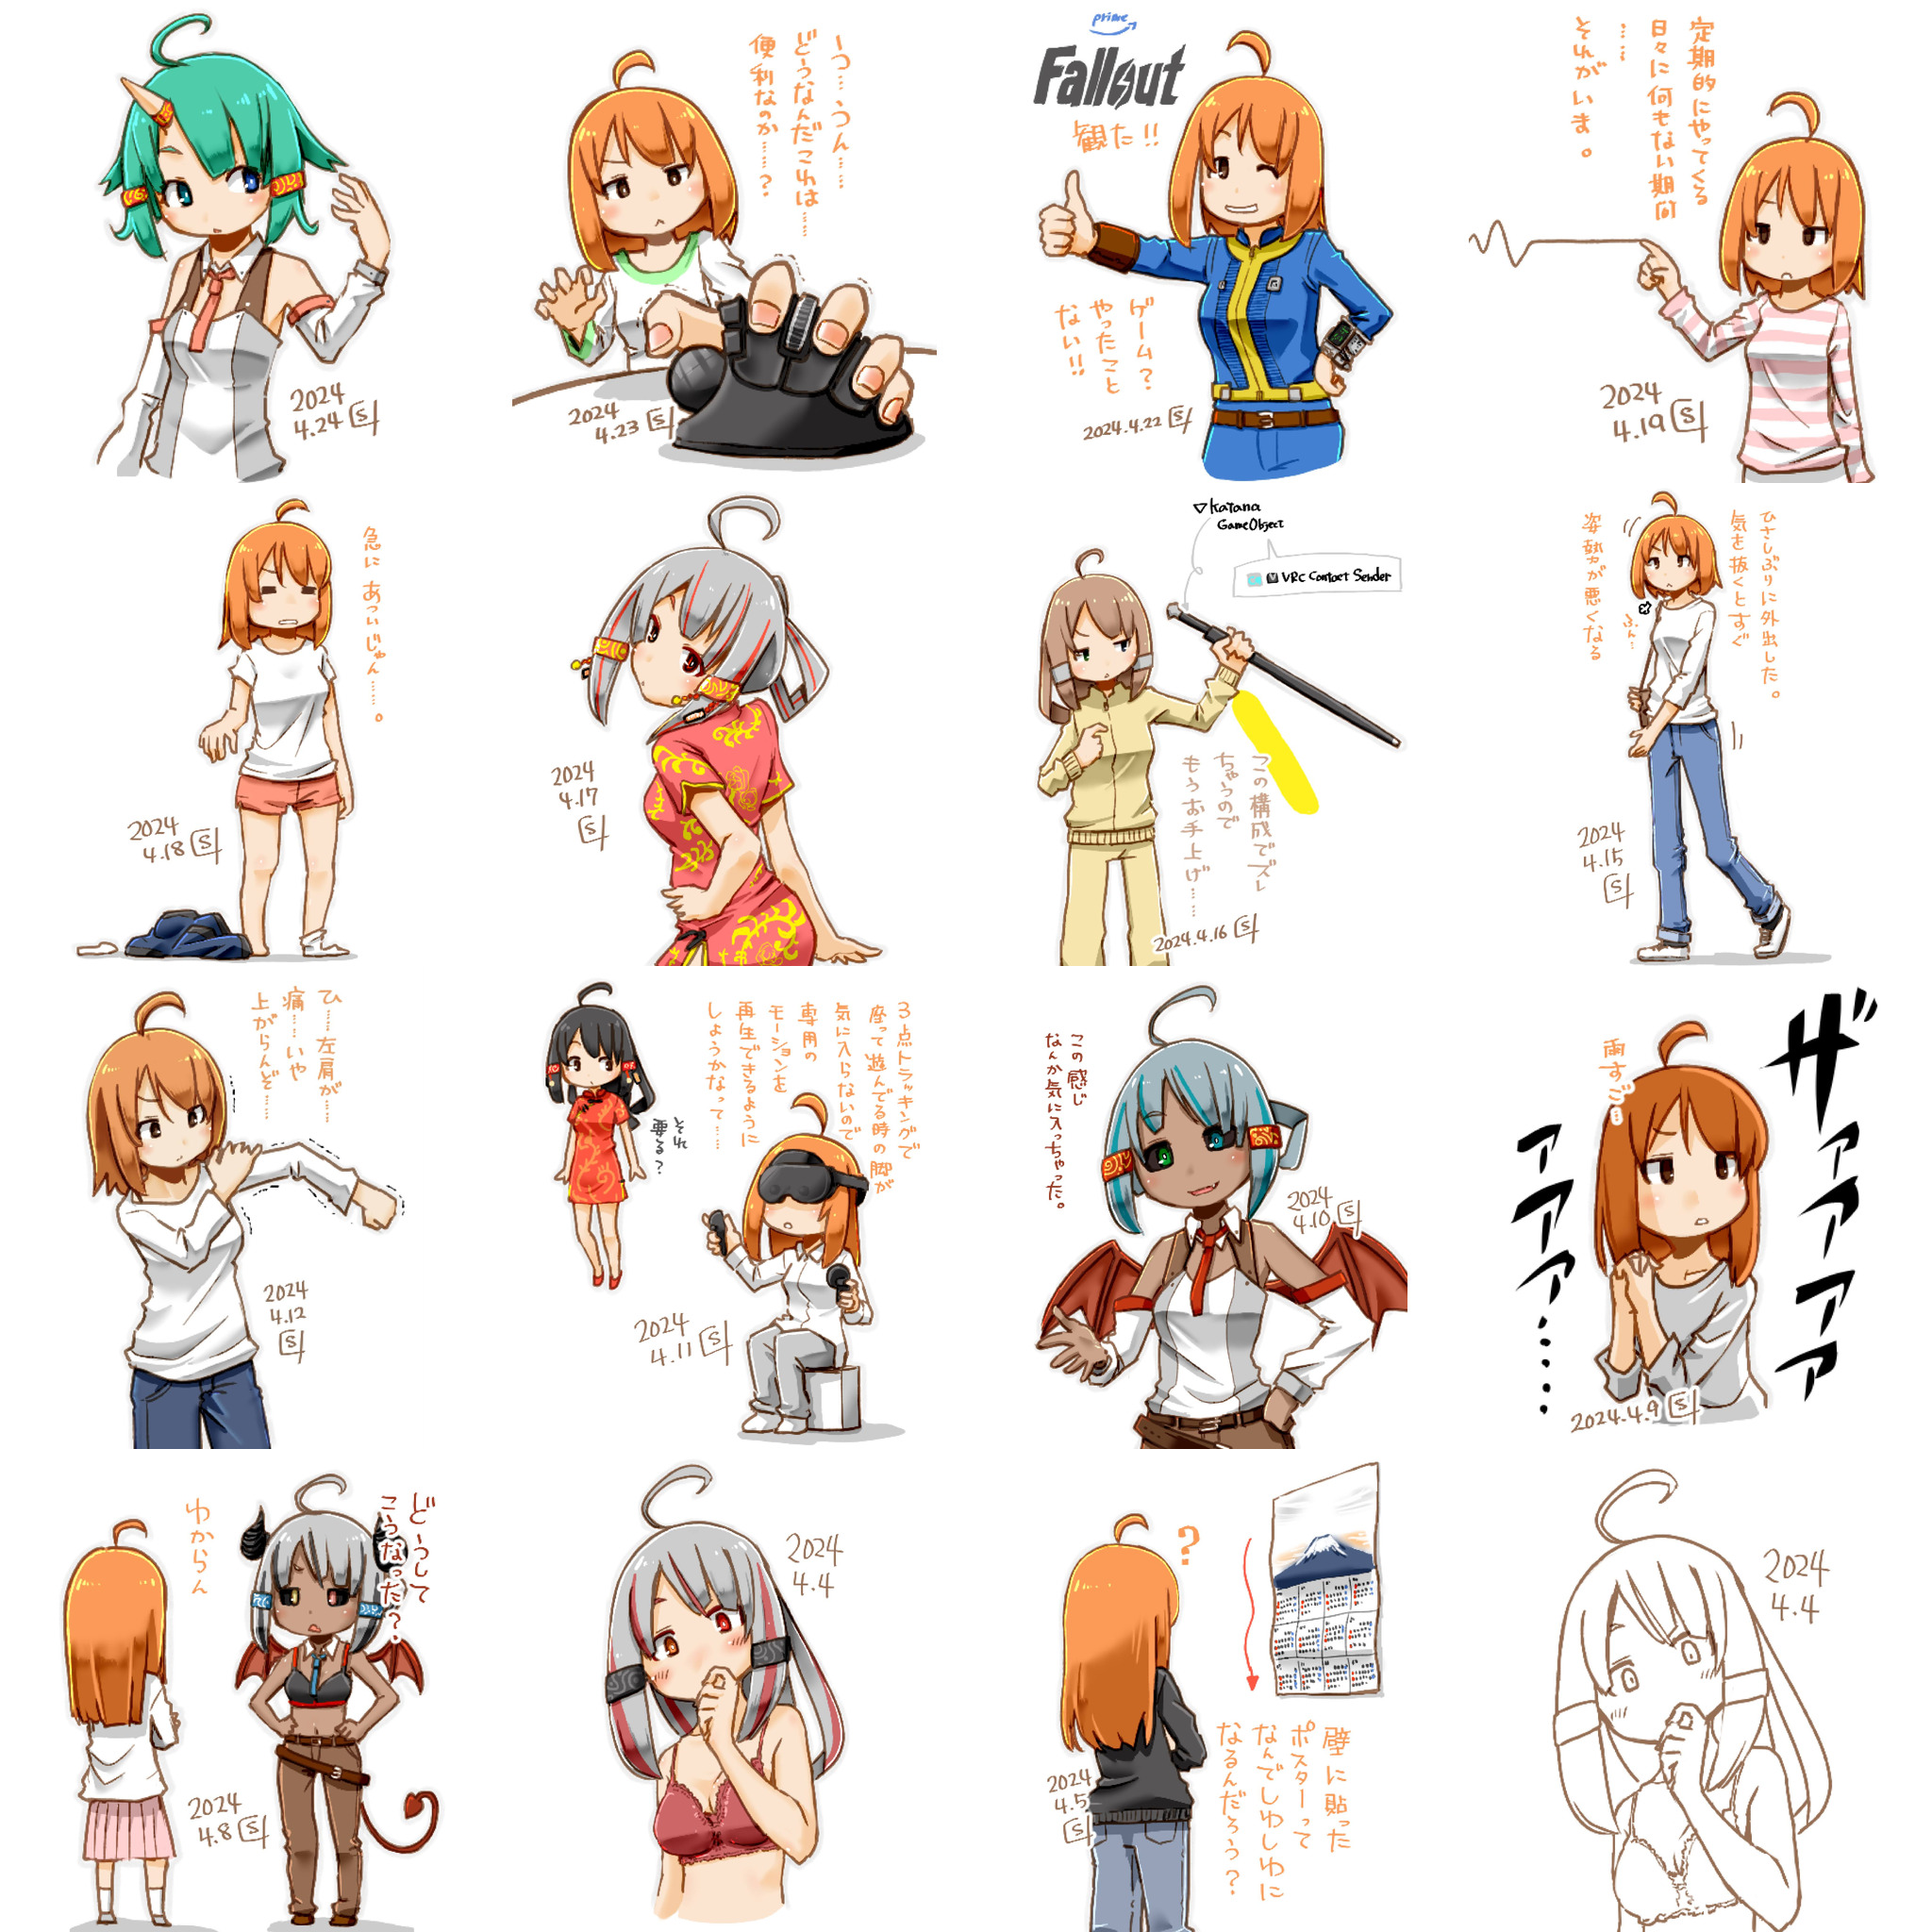 2024
4.24 S
うっ……うん……
どうなんだこれは……
便利なのか……？
2024
4.23 S
prime
Fallout
観た!!
ゲーム？
やったこと
ない!!
2024.4.22 S
定期的にやってくる
日々に何もない期間
……
それがいま。
2024
4.19 S
急にあっついじゃん……。
2024
4.18 S
2024
4.17
S
▽Katana
GameObject
VRC Contact Sender
この構成でズレ
ちゃうので
もうお手上げ……
2024.4.16 S
ひさしぶりに外出した。
気を抜くとすぐ
姿勢が悪くなる
ふん…
2024
4.15
S
ひ……左肩が……
痛……いや
上がらんぞ……
2024
4.12
S
3点トラッキングで
座って遊んでる時の脚が
気に入らないので
専用の
モーションを
再生できるように
しようかなって……
それ
要る？
2024
4.11 S
この感じ
なんか気に入っちゃった。
2024
4.10 S
ザァァァァ
ァァァァ……
雨すご…
2024.4.9 S
どーうして
こうなった？
わからん
2024
4.8 S
2024
4.4
?
壁に貼った
ポスターって
なんでしゅしゅに
なるんだろう？
2024
4.5
S
2024
4.4